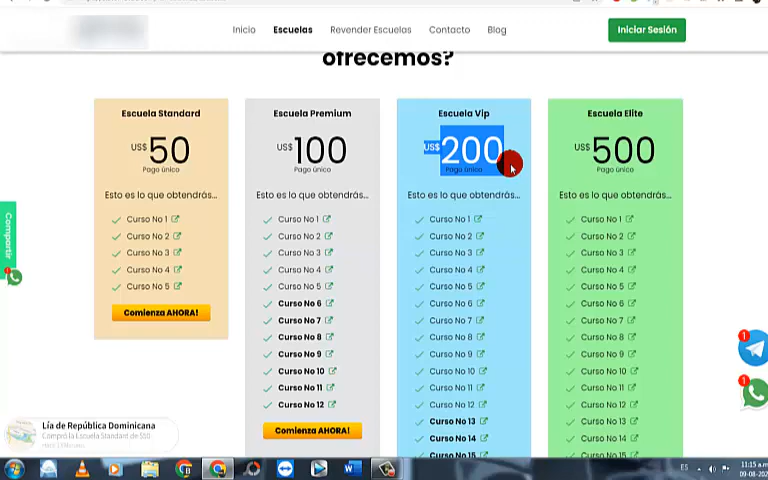 Inicio Escuelas Revender Escuelas Contacto Blog Iniciar Sesión
ofrecemos?
Escuela Standard
US$ 50
Pago único
Esto es lo que obtendrás...
Curso No 1
Curso No 2
Curso No 3
Curso No 4
Curso No 5
Comienza AHORA!
Escuela Premium
US$ 100
Pago único
Esto es lo que obtendrás...
Curso No 1
Curso No 2
Curso No 3
Curso No 4
Curso No 5
Curso No 6
Curso No 7
Curso No 8
Curso No 9
Curso No 10
Curso No 11
Curso No 12
Comienza AHORA!
Escuela Vip
US$ 200
Pago único
Esto es lo que obtendrás...
Curso No 1
Curso No 2
Curso No 3
Curso No 4
Curso No 5
Curso No 6
Curso No 7
Curso No 8
Curso No 9
Curso No 10
Curso No 11
Curso No 12
Curso No 13
Curso No 14
Curso No 15
Escuela Elite
US$ 500
Pago único
Esto es lo que obtendrás...
Curso No 1
Curso No 2
Curso No 3
Curso No 4
Curso No 5
Curso No 6
Curso No 7
Curso No 8
Curso No 9
Curso No 10
Curso No 11
Curso No 12
Curso No 13
Curso No 14
Curso No 15
Compartir
1
1
1
Lía de República Dominicana
Compró la Escuela Standard de $50
ES
11:15 a.m.